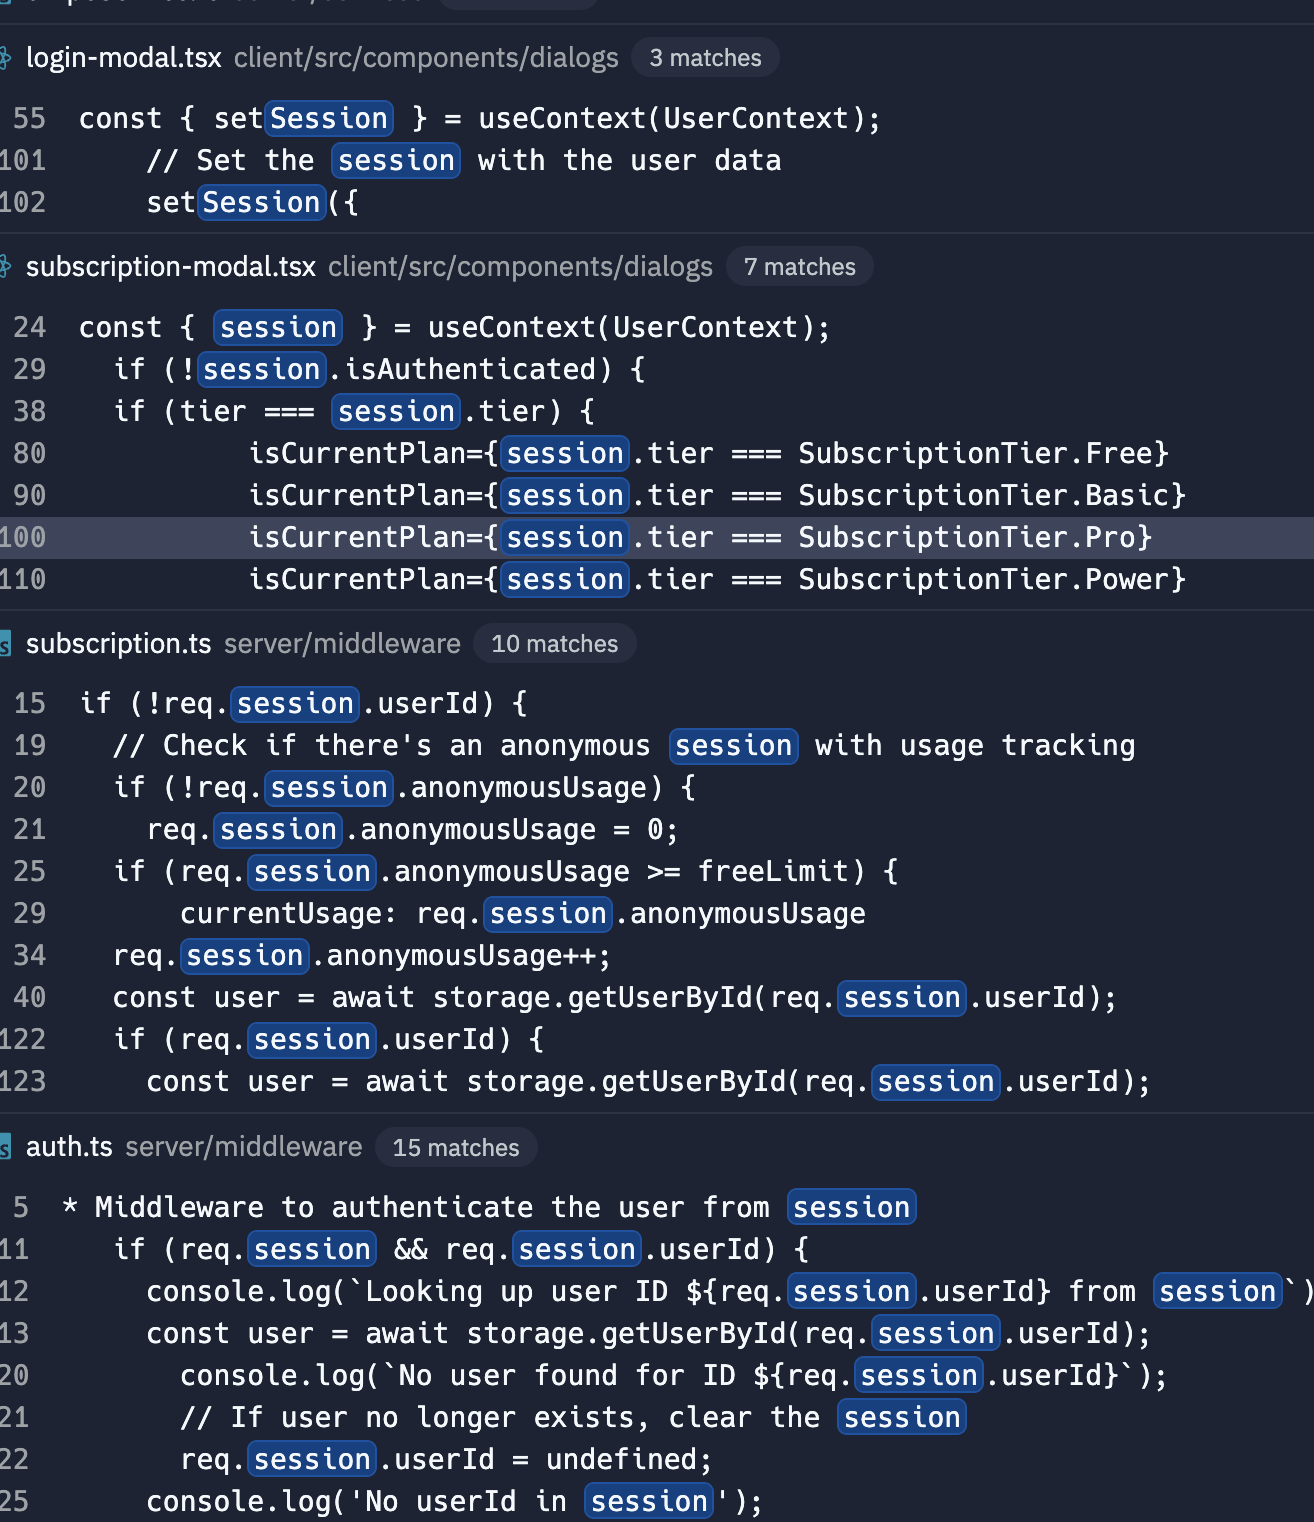 login-modal.tsx client/src/components/dialogs 3 matches
55 const { setSession } = useContext(UserContext);
101 // Set the session with the user data
102 setSession({
subscription-modal.tsx client/src/components/dialogs 7 matches
24 const { session } = useContext(UserContext);
29 if (!session.isAuthenticated) {
38 if (tier === session.tier) {
80 isCurrentPlan={session.tier === SubscriptionTier.Free}
90 isCurrentPlan={session.tier === SubscriptionTier.Basic}
100 isCurrentPlan={session.tier === SubscriptionTier.Pro}
110 isCurrentPlan={session.tier === SubscriptionTier.Power}
subscription.ts server/middleware 10 matches
15 if (!req.session.userId) {
19 // Check if there's an anonymous session with usage tracking
20 if (!req.session.anonymousUsage) {
21 req.session.anonymousUsage = 0;
25 if (req.session.anonymousUsage >= freeLimit) {
29 currentUsage: req.session.anonymousUsage
34 req.session.anonymousUsage++;
40 const user = await storage.getUserById(req.session.userId);
122 if (req.session.userId) {
123 const user = await storage.getUserById(req.session.userId);
auth.ts server/middleware 15 matches
5 * Middleware to authenticate the user from session
11 if (req.session && req.session.userId) {
12 console.log(`Looking up user ID ${req.session.userId} from session`)
13 const user = await storage.getUserById(req.session.userId);
20 console.log(`No user found for ID ${req.session.userId}`);
21 // If user no longer exists, clear the session
22 req.session.userId = undefined;
25 console.log('No userId in session');